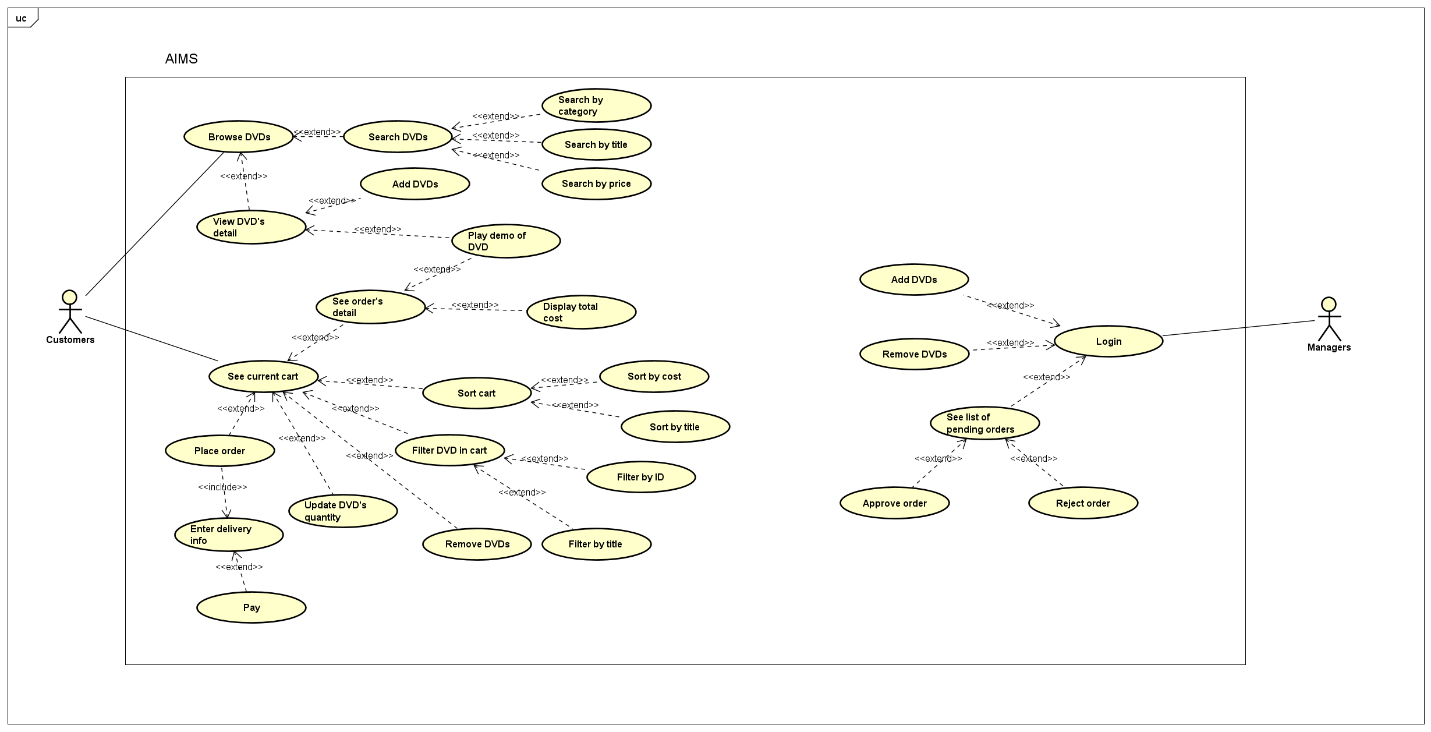 uc
AIMS
Search by
category
<<extend>>
Browse DVDs
<<extend>>
Search DVDs
<<extend>>
Search by title
<<extend>>
Search by price
<<extend>>
Add DVDs
<<extend>>
View DVD's
detail
<<extend>>
Play demo of
DVD
<<extend>>
See order's
detail
<<extend>>
Display total
cost
<<extend>>
Customers
See current cart
<<extend>>
Sort cart
<<extend>>
Sort by cost
<<extend>>
Sort by title
<<extend>>
<<extend>>
Place order
<<extend>>
<<extend>>
Filter DVD in cart
<<extend>>
Filter by ID
<<include>>
<<extend>>
Update DVD's
quantity
Enter delivery
info
Remove DVDs
Filter by title
<<extend>>
Pay
Add DVDs
<<extend>>
Login
Managers
Remove DVDs
<<extend>>
<<extend>>
See list of
pending orders
<<extend>>
<<extend>>
Approve order
Reject order